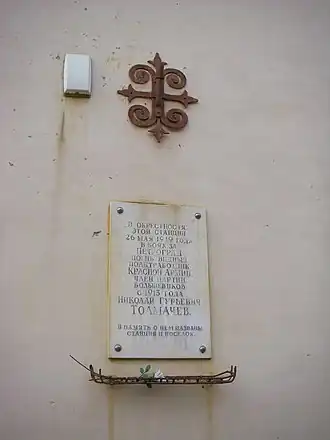 В ОКРЕСТНОСТЯХ
ЭТОЙ СТАНЦИИ
26 МАЯ 1919 ГОДА
В БОЯХ ЗА
ПЕТРОГРАД
ПОГИБ ВИДНЫЙ
ПОЛИТРАБОТНИК
КРАСНОЙ АРМИИ
ЧЛЕН ПАРТИИ
БОЛЬШЕВИКОВ
С 1913 ГОДА
НИКОЛАЙ ГУРЬЕВИЧ
ТОЛМАЧЕВ.
В ПАМЯТЬ О НЕМ НАЗВАНЫ
СТАНЦИЯ И ПОСЕЛОК.